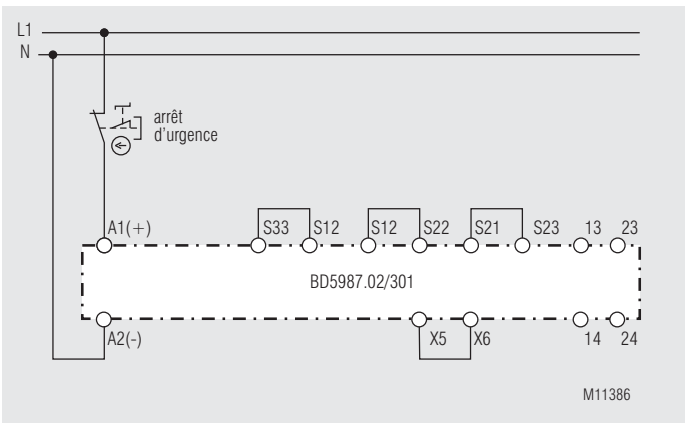 L1
N
arrêt
d'urgence
A1(+) S33 S12 S12 S22 S21 S23 13 23
BD5987.02/301
A2(-) X5 X6 14 24
M11386